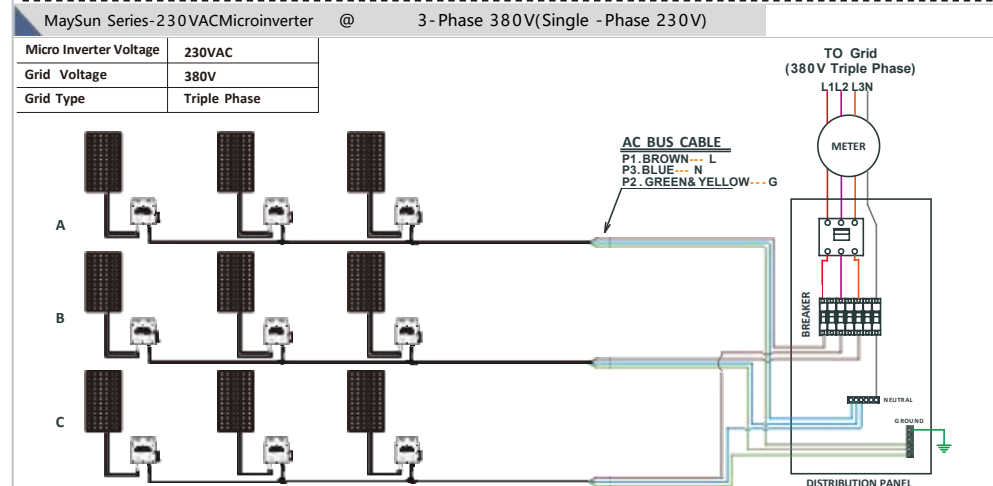 MaySun Series-230VACMicroinverter @ 3-Phase 380V(Single -Phase 230V)
Micro Inverter Voltage 230VAC
Grid Voltage 380V
Grid Type Triple Phase
TO Grid
(380V Triple Phase)
L1L2 L3N
METER
AC BUS CABLE
P1.BROWN--- L
P3.BLUE--- N
P2.GREEN&YELLOW---G
A
B
C
BREAKER
NEUTRAL
GROUND
DISTRIBUTION PANEL